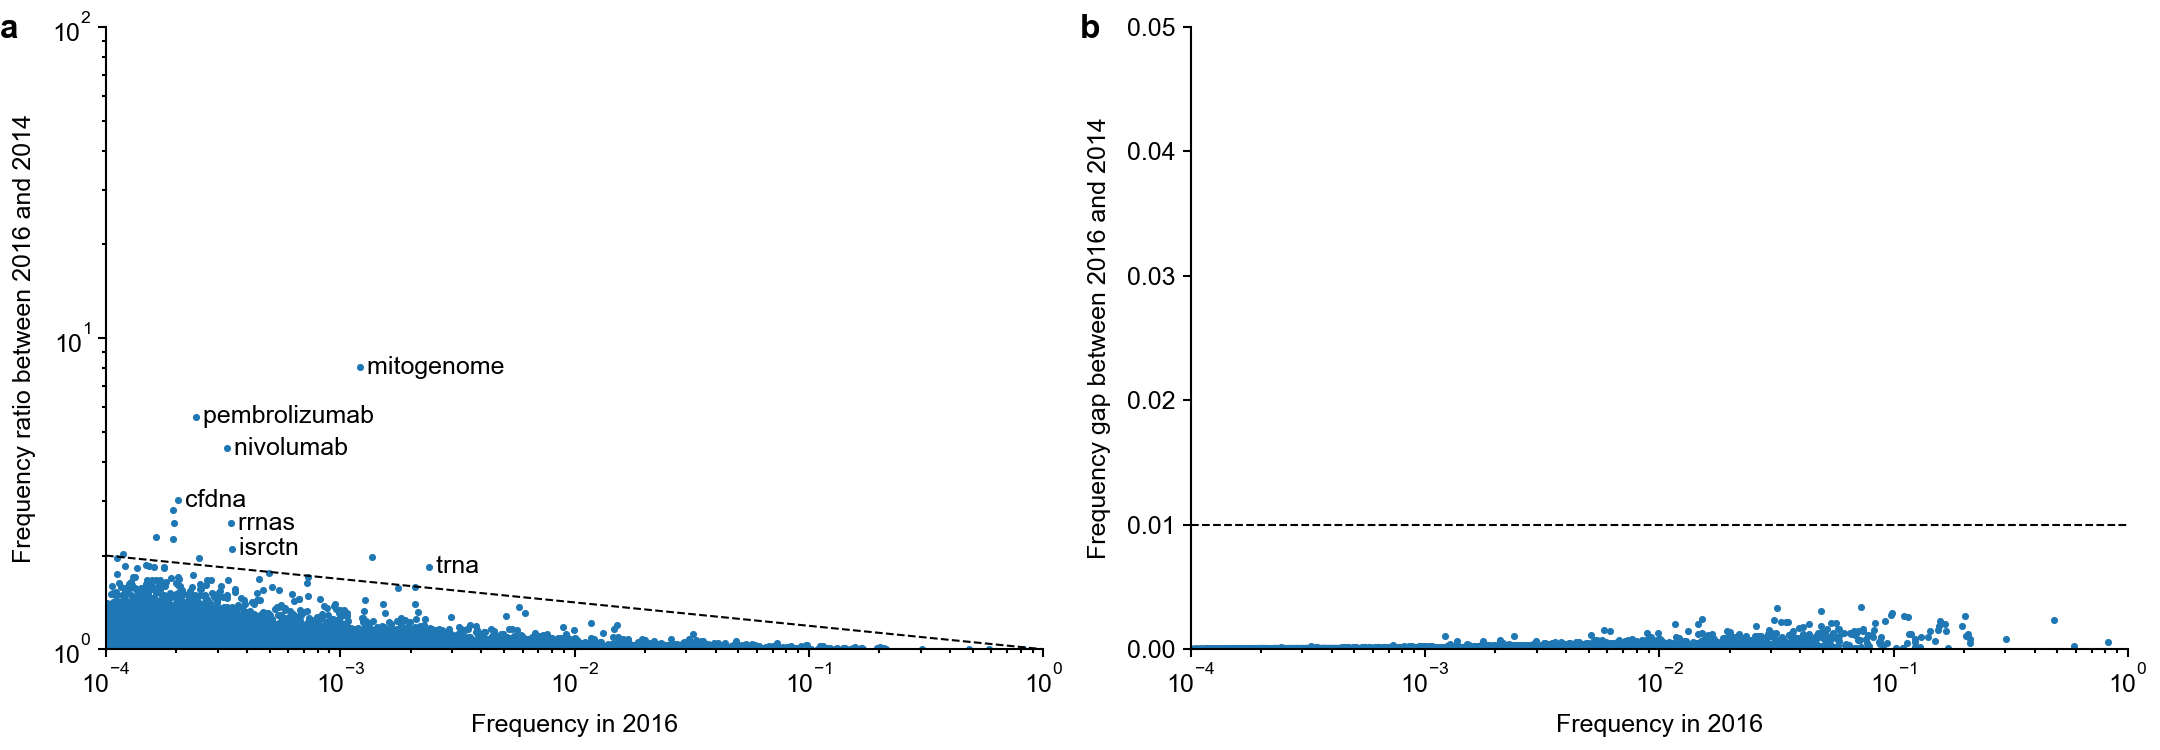 a
Frequency ratio between 2016 and 2014
10^2
10^1
10^0
mitogenome
pembrolizumab
nivolumab
cfdna
rrnas
isrctn
trna
10^−4
10^−3
10^−2
10^−1
10^0
Frequency in 2016
b
Frequency gap between 2016 and 2014
0.05
0.04
0.03
0.02
0.01
0.00
10^−4
10^−3
10^−2
10^−1
10^0
Frequency in 2016